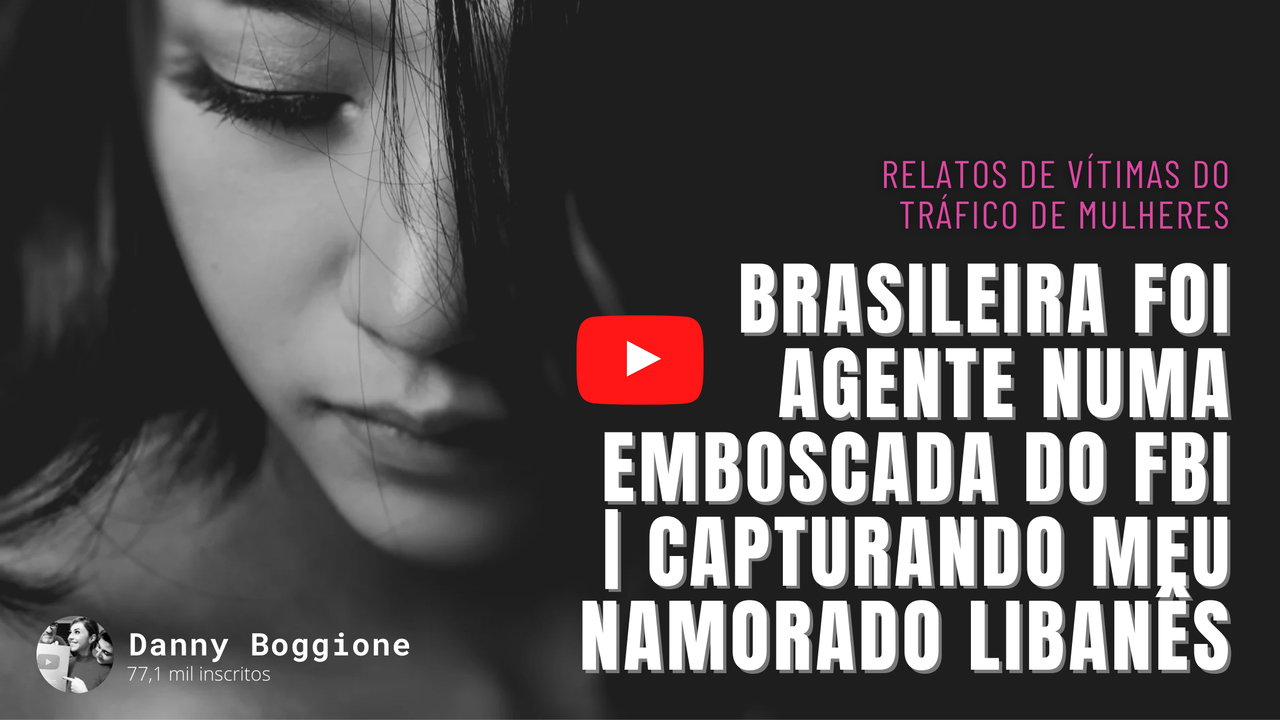 RELATOS DE VÍTIMAS DO
TRÁFICO DE MULHERES
BRASILEIRA FOI
AGENTE NUMA
EMBOSCADA DO FBI
| CAPTURANDO MEU
NAMORADO LIBANÊS
Danny Boggione
77,1 mil inscritos